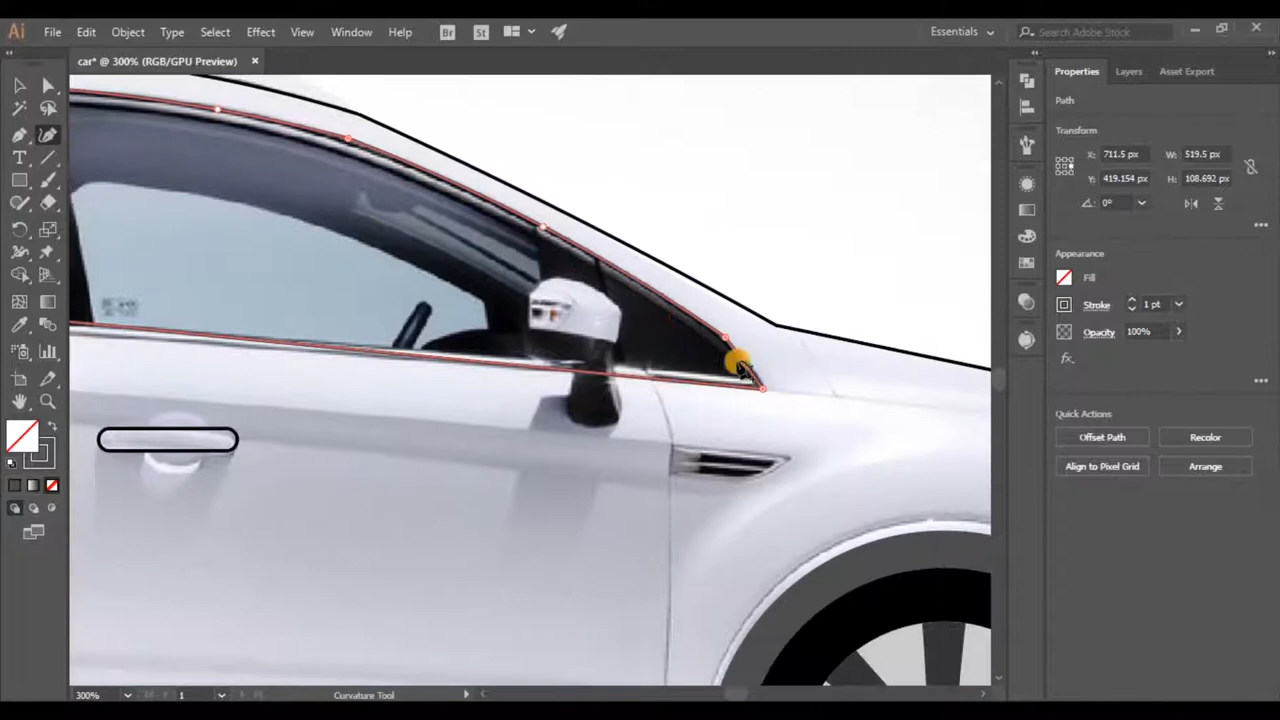 Ai File Edit Object Type Select Effect View Window Help Br St Essentials Search Adobe Stock
car* @ 300% (RGB/GPU Preview) ×
Properties Layers Asset Export
Path
Transform
X: 711.5 px W: 519.5 px
Y: 419.154 px H: 108.692 px
0°
Appearance
Fill
Stroke 1 pt
Opacity 100%
fx.
Quick Actions
Offset Path Recolor
Align to Pixel Grid Arrange
300% 1 Curvature Tool